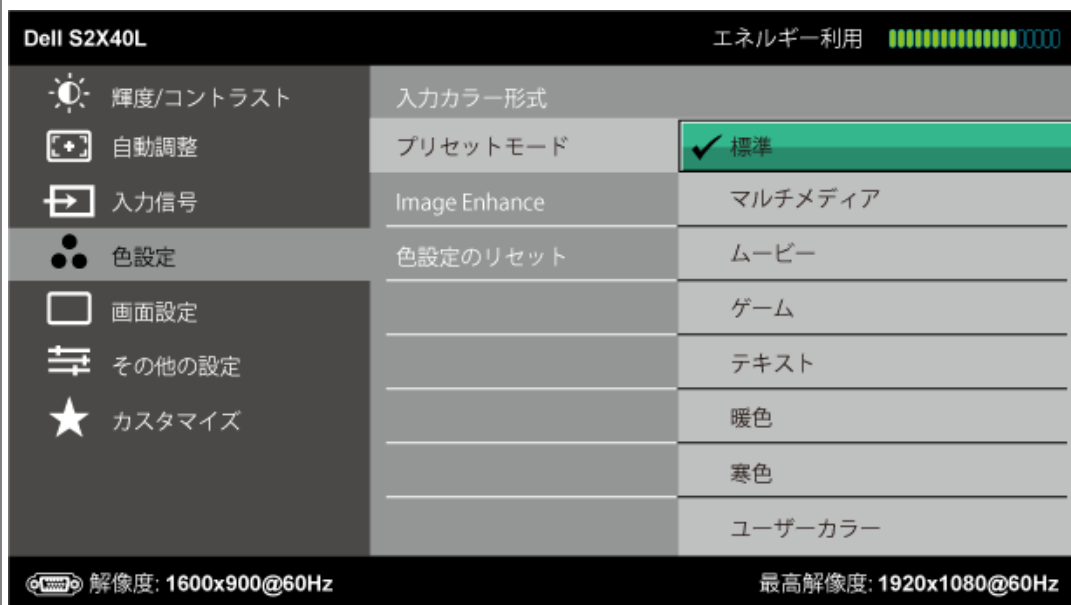 Dell S2X40L
エネルギー利用
輝度/コントラスト
自動調整
入力信号
色設定
画面設定
その他の設定
カスタマイズ
入力カラー形式
プリセットモード
Image Enhance
色設定のリセット
標準
マルチメディア
ムービー
ゲーム
テキスト
暖色
寒色
ユーザーカラー
解像度: 1600x900@60Hz
最高解像度: 1920x1080@60Hz